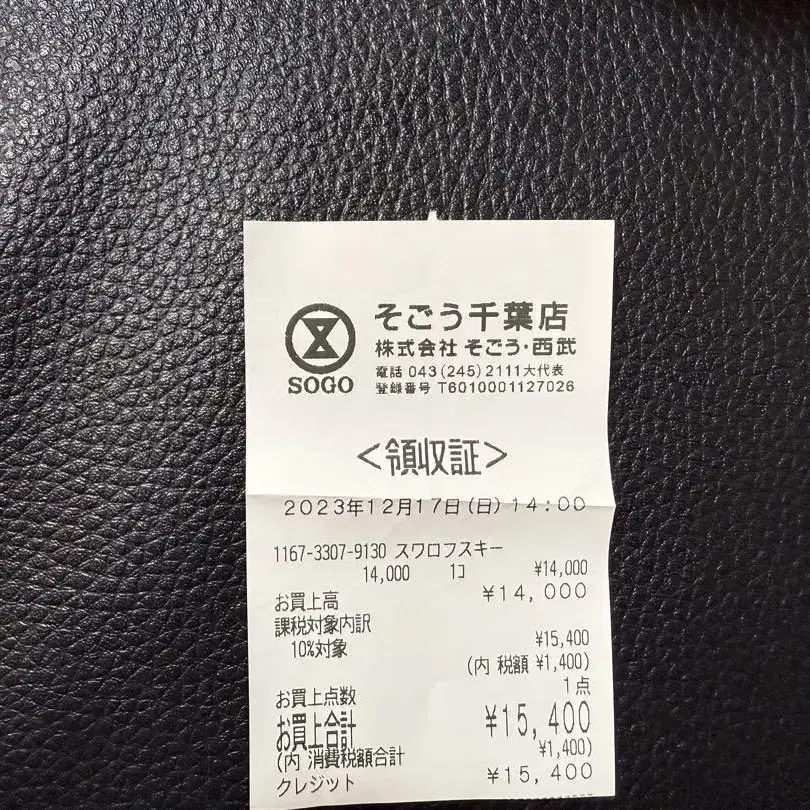 そごう千葉店
株式会社 そごう・西武
電話 043(245)2111大代表
登録番号 T6010001127026
SOGO
<領収証>
2023年12月17日(日)14:00
1167-3307-9130 スワロフスキー
14,000 1コ ¥14,000
お買上高 ¥14,000
課税対象内訳
10%対象 ¥15,400
(内 税額 ¥1,400)
お買上点数 1点
お買上合計 ¥15,400
(内 消費税額合計 ¥1,400)
クレジット ¥15,400